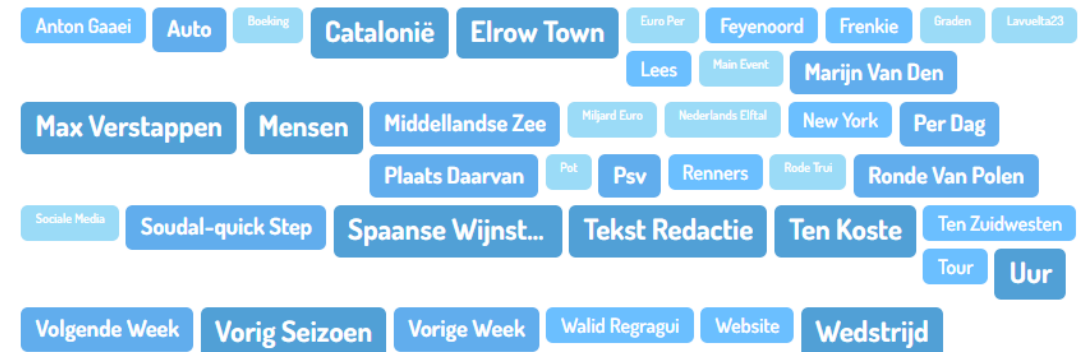 Anton Gaaei Auto Boeking Catalonië Elrow Town Euro Per Feyenoord Frenkie Graden Lavuelta23
Lees Main Event Marijn Van Den
Max Verstappen Mensen Middellandse Zee Miljard Euro Nederlands Elftal New York Per Dag
Plaats Daarvan Pot Psv Renners Rode Trui Ronde Van Polen
Sociale Media Soudal-quick Step Spaanse Wijnst... Tekst Redactie Ten Koste Ten Zuidwesten
Tour Uur
Volgende Week Vorig Seizoen Vorige Week Walid Regragui Website Wedstrijd